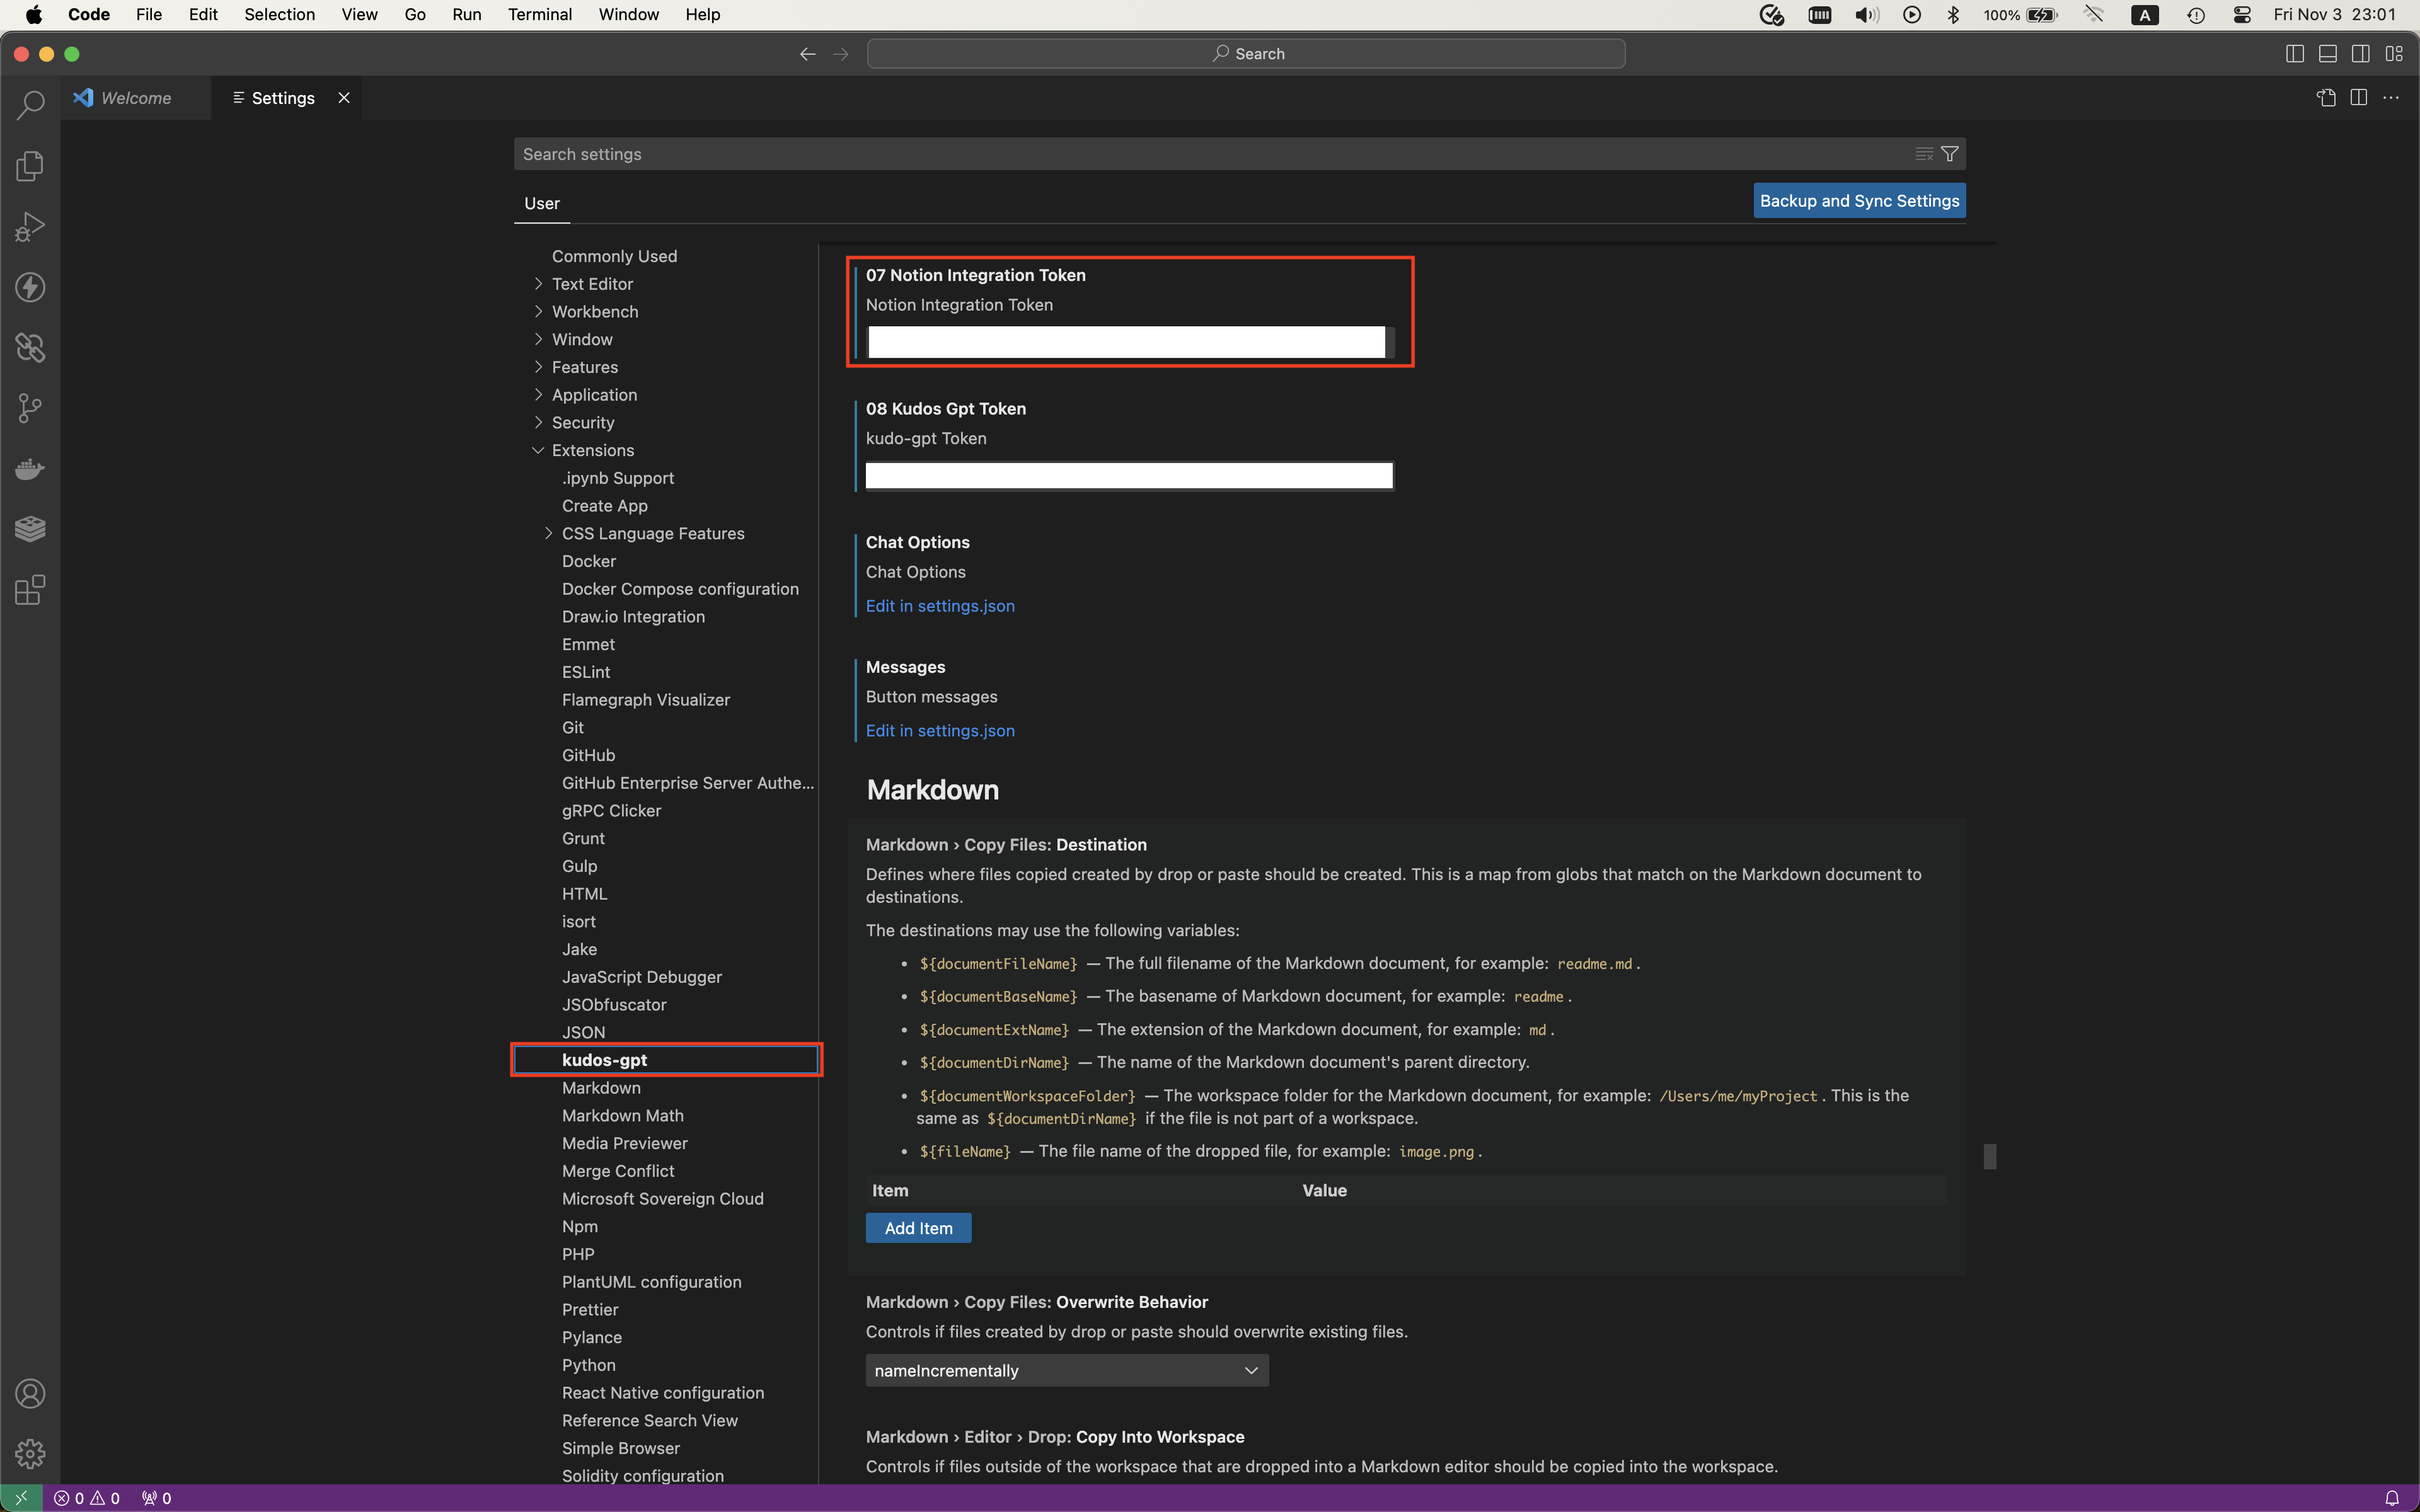 Code File Edit Selection View Go Run Terminal Window Help 100% A Fri Nov 3 23:01
Search
Welcome Settings
Search settings
User
Backup and Sync Settings
Commonly Used
Text Editor
Workbench
Window
Features
Application
Security
Extensions
.ipynb Support
Create App
CSS Language Features
Docker
Docker Compose configuration
Draw.io Integration
Emmet
ESLint
Flamegraph Visualizer
Git
GitHub
GitHub Enterprise Server Authe...
gRPC Clicker
Grunt
Gulp
HTML
isort
Jake
JavaScript Debugger
JSObfuscator
JSON
kudos-gpt
Markdown
Markdown Math
Media Previewer
Merge Conflict
Microsoft Sovereign Cloud
Npm
PHP
PlantUML configuration
Prettier
Pylance
Python
React Native configuration
Reference Search View
Simple Browser
Solidity configuration
07 Notion Integration Token
Notion Integration Token
08 Kudos Gpt Token
kudo-gpt Token
Chat Options
Chat Options
Edit in settings.json
Messages
Button messages
Edit in settings.json
Markdown
Markdown › Copy Files: Destination
Defines where files copied created by drop or paste should be created. This is a map from globs that match on the Markdown document to
destinations.
The destinations may use the following variables:
• ${documentFileName} — The full filename of the Markdown document, for example: readme.md.
• ${documentBaseName} — The basename of Markdown document, for example: readme.
• ${documentExtName} — The extension of the Markdown document, for example: md.
• ${documentDirName} — The name of the Markdown document's parent directory.
• ${documentWorkspaceFolder} — The workspace folder for the Markdown document, for example: /Users/me/myProject. This is the
same as ${documentDirName} if the file is not part of a workspace.
• ${fileName} — The file name of the dropped file, for example: image.png.
Item Value
Add Item
Markdown › Copy Files: Overwrite Behavior
Controls if files created by drop or paste should overwrite existing files.
nameIncrementally
Markdown › Editor › Drop: Copy Into Workspace
Controls if files outside of the workspace that are dropped into a Markdown editor should be copied into the workspace.
0 0 0